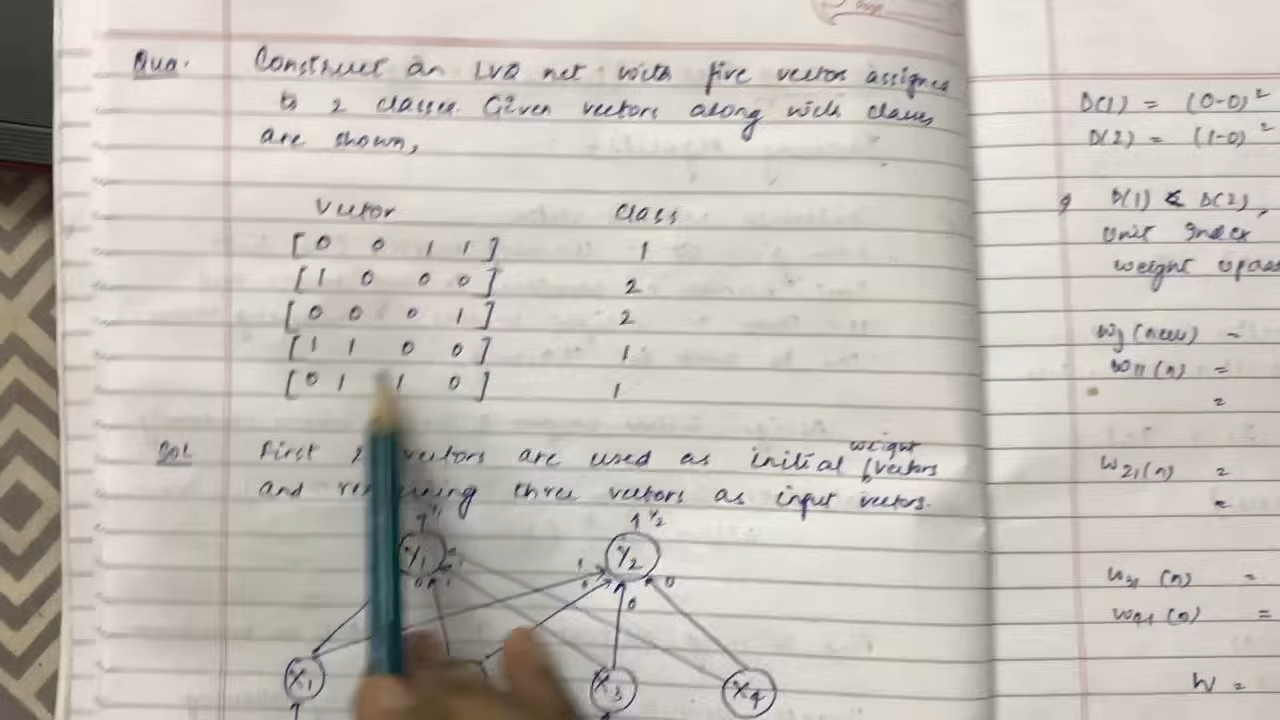 Qua. Construct an LVQ net with five vector assigned
to 2 classes. Given vectors along with classes
are shown,
Vector Class
[ 0 0 1 1 ] 1
[ 1 0 0 0 ] 2
[ 0 0 0 1 ] 2
[ 1 1 0 0 ] 1
[ 0 1 1 0 ] 1
Sol First 2 vectors are used as initial weight vectors
and three vectors as input vectors.
Y1 Y2
X1 X3 X4
D(1) = (0-0)²
D(2) = (1-0)²
D(1) < D(2),
Unit Index
weight
wj (new) =
w11 (n) =
=
w21 (n) =
=
w31 (n) =
w41 (n) =
W =